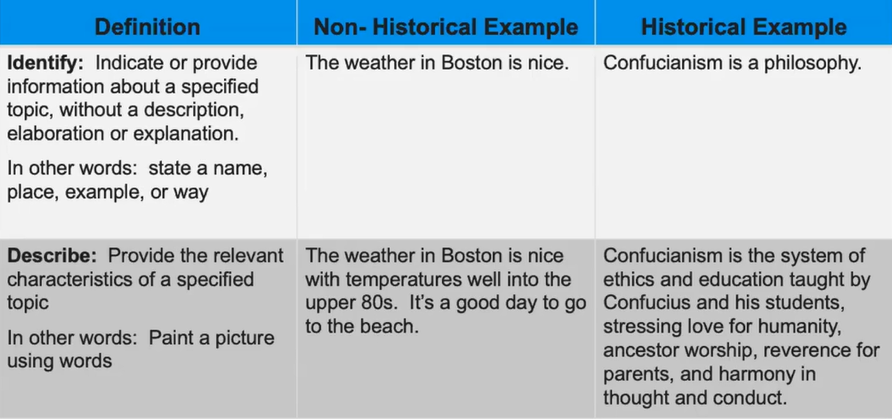 Definition
Non- Historical Example
Historical Example
Identify: Indicate or provide
information about a specified
topic, without a description,
elaboration or explanation.
In other words: state a name,
place, example, or way
The weather in Boston is nice.
Confucianism is a philosophy.
Describe: Provide the relevant
characteristics of a specified
topic
In other words: Paint a picture
using words
The weather in Boston is nice
with temperatures well into the
upper 80s. It's a good day to go
to the beach.
Confucianism is the system of
ethics and education taught by
Confucius and his students,
stressing love for humanity,
ancestor worship, reverence for
parents, and harmony in
thought and conduct.